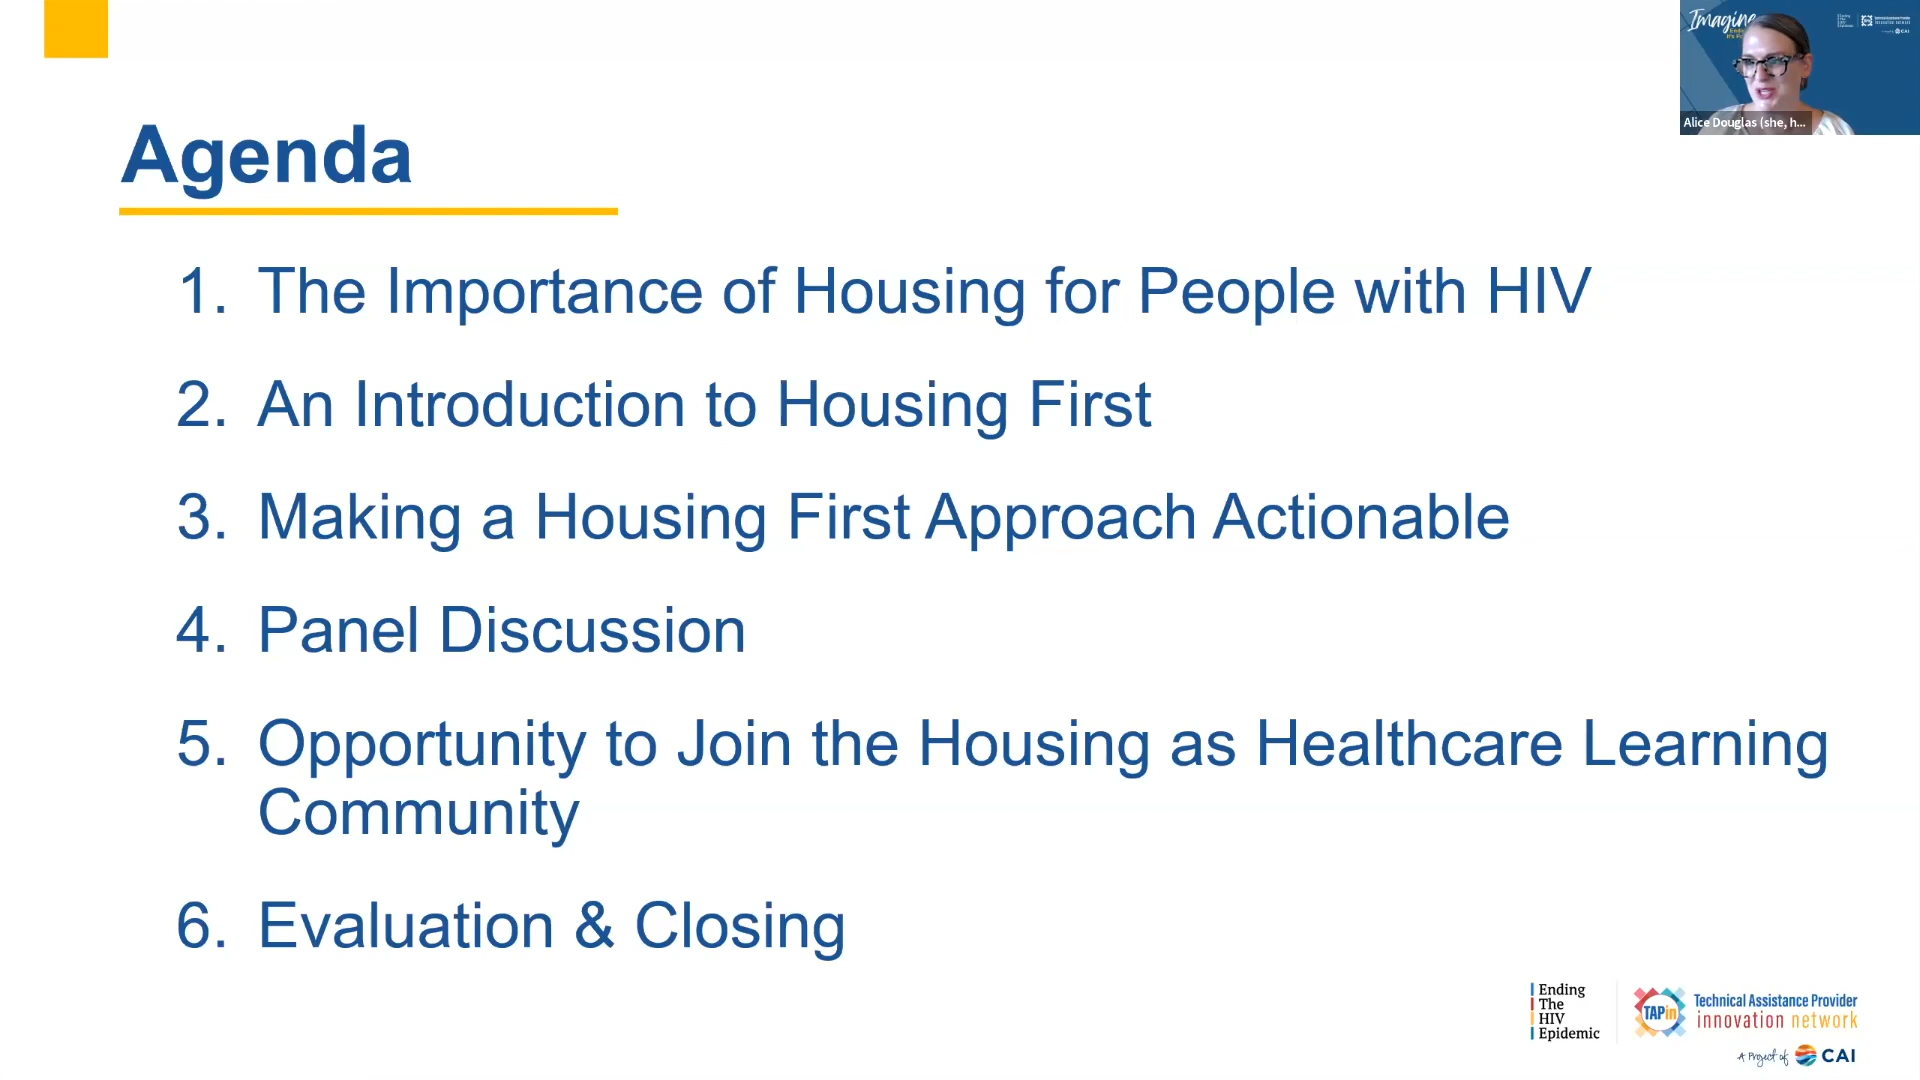 Agenda
1. The Importance of Housing for People with HIV
2. An Introduction to Housing First
3. Making a Housing First Approach Actionable
4. Panel Discussion
5. Opportunity to Join the Housing as Healthcare Learning
Community
6. Evaluation & Closing
Imagine
Alice Douglas (she, h...
Ending
The
HIV
Epidemic
TAPin
Technical Assistance Provider
innovation network
A Project of CAI